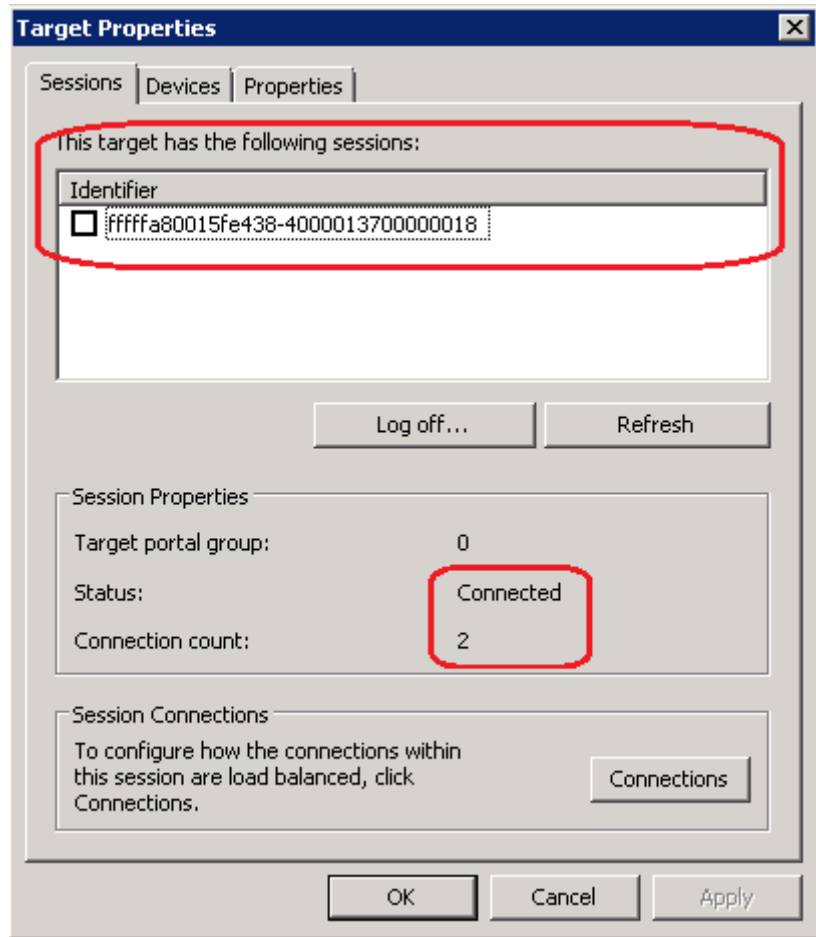 Target Properties
Sessions Devices Properties
This target has the following sessions:
Identifier
fffffa80015fe438-4000013700000018
Log off... Refresh
Session Properties
Target portal group: 0
Status: Connected
Connection count: 2
Session Connections
To configure how the connections within
this session are load balanced, click
Connections.
Connections
OK Cancel Apply